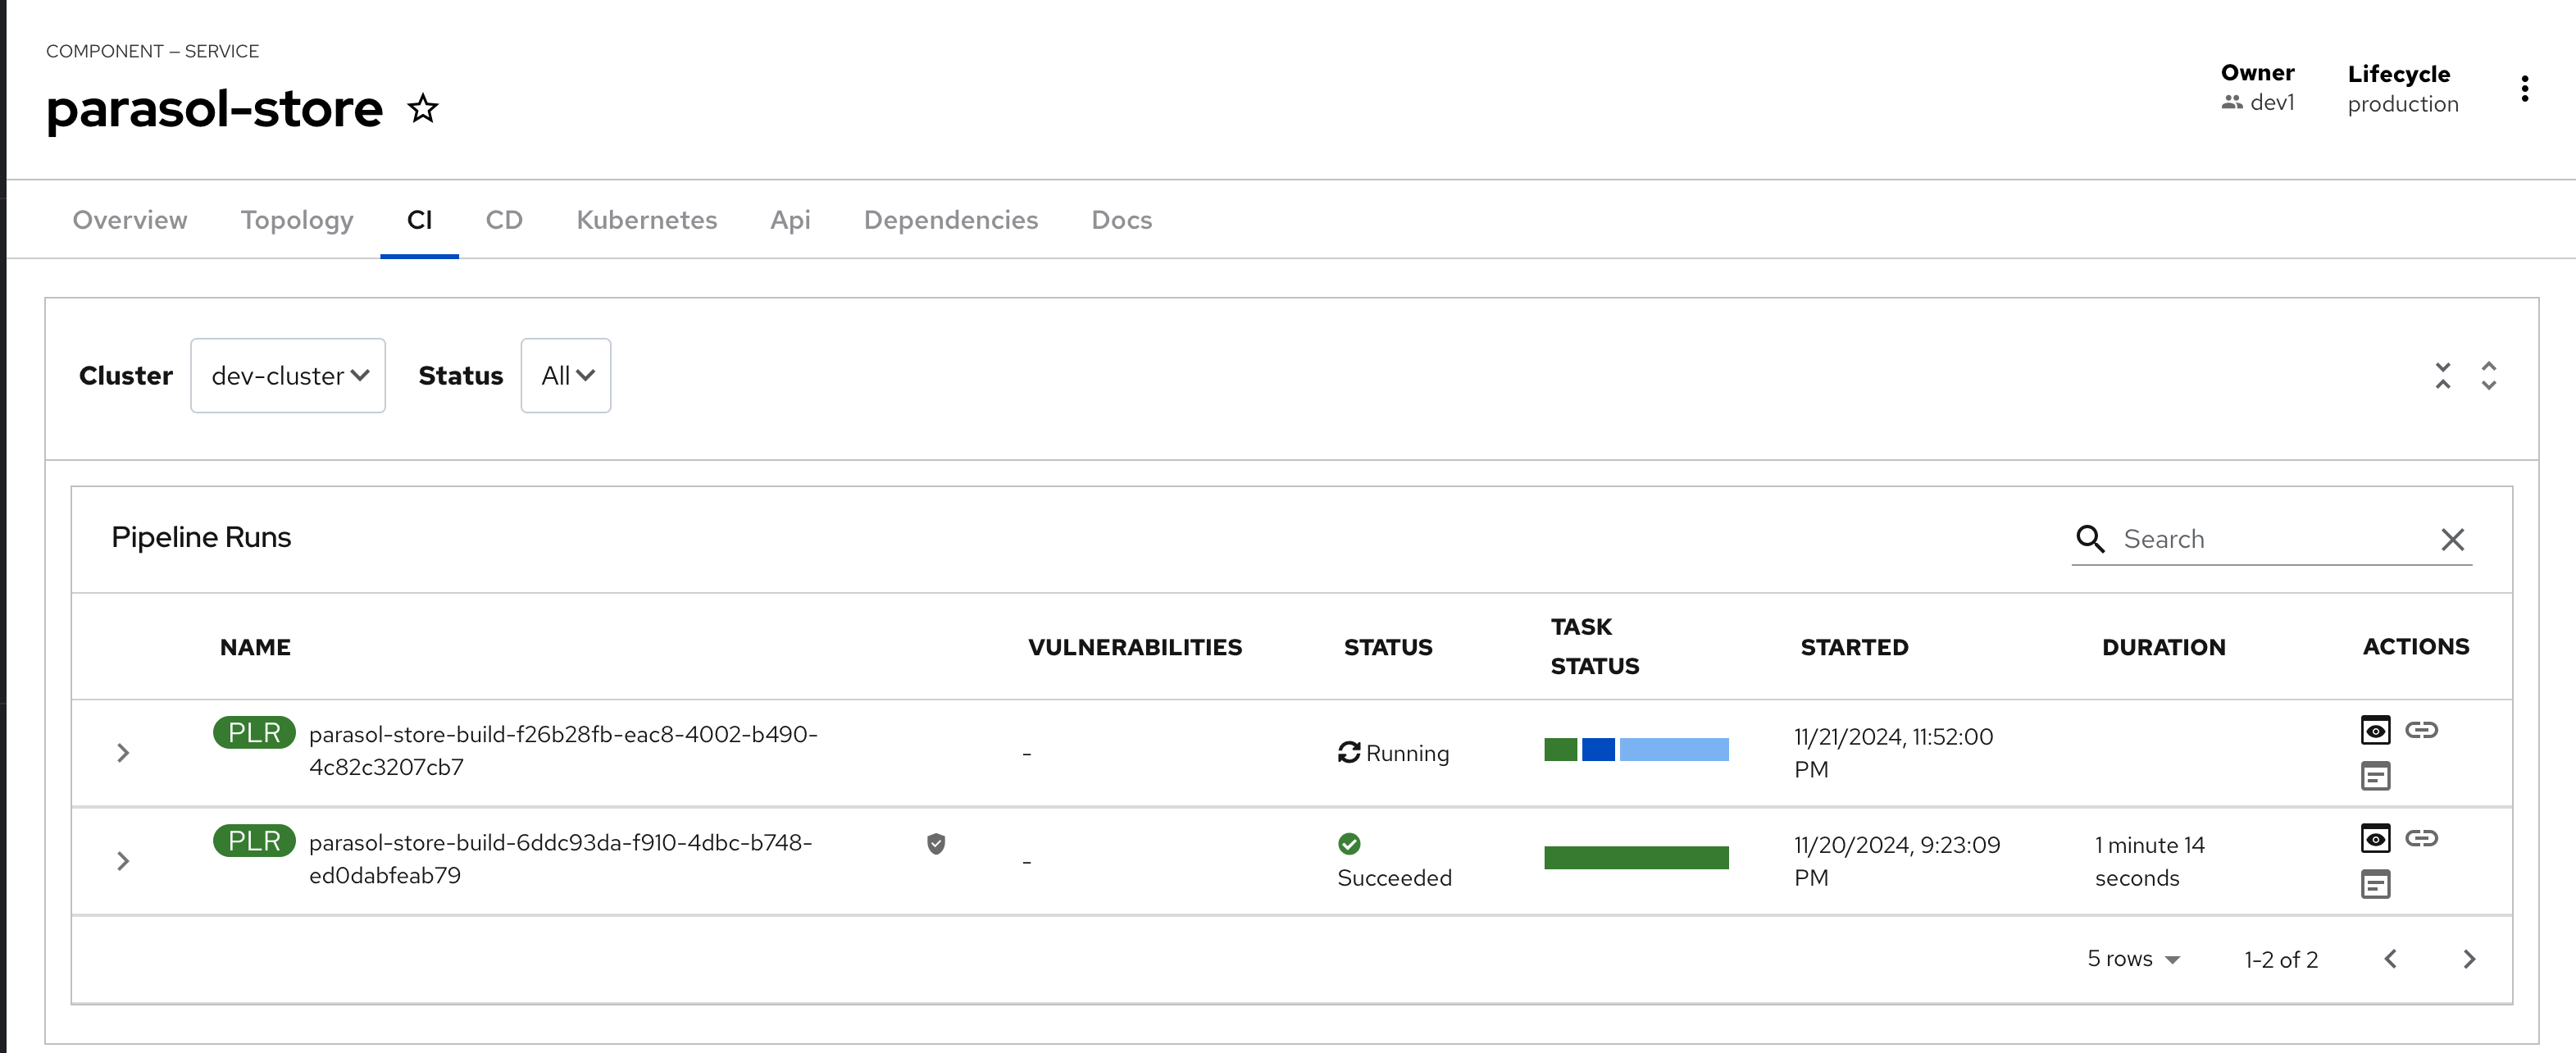 COMPONENT – SERVICE
parasol-store
Owner
dev1
Lifecycle
production
Overview Topology CI CD Kubernetes Api Dependencies Docs
Cluster dev-cluster Status All
Pipeline Runs
Search
NAME VULNERABILITIES STATUS TASK STATUS STARTED DURATION ACTIONS
PLR parasol-store-build-f26b28fb-eac8-4002-b490-
4c82c3207cb7
-
Running
11/21/2024, 11:52:00
PM
PLR parasol-store-build-6ddc93da-f910-4dbc-b748-
ed0dabfeab79
-
Succeeded
11/20/2024, 9:23:09
PM
1 minute 14
seconds
5 rows 1-2 of 2